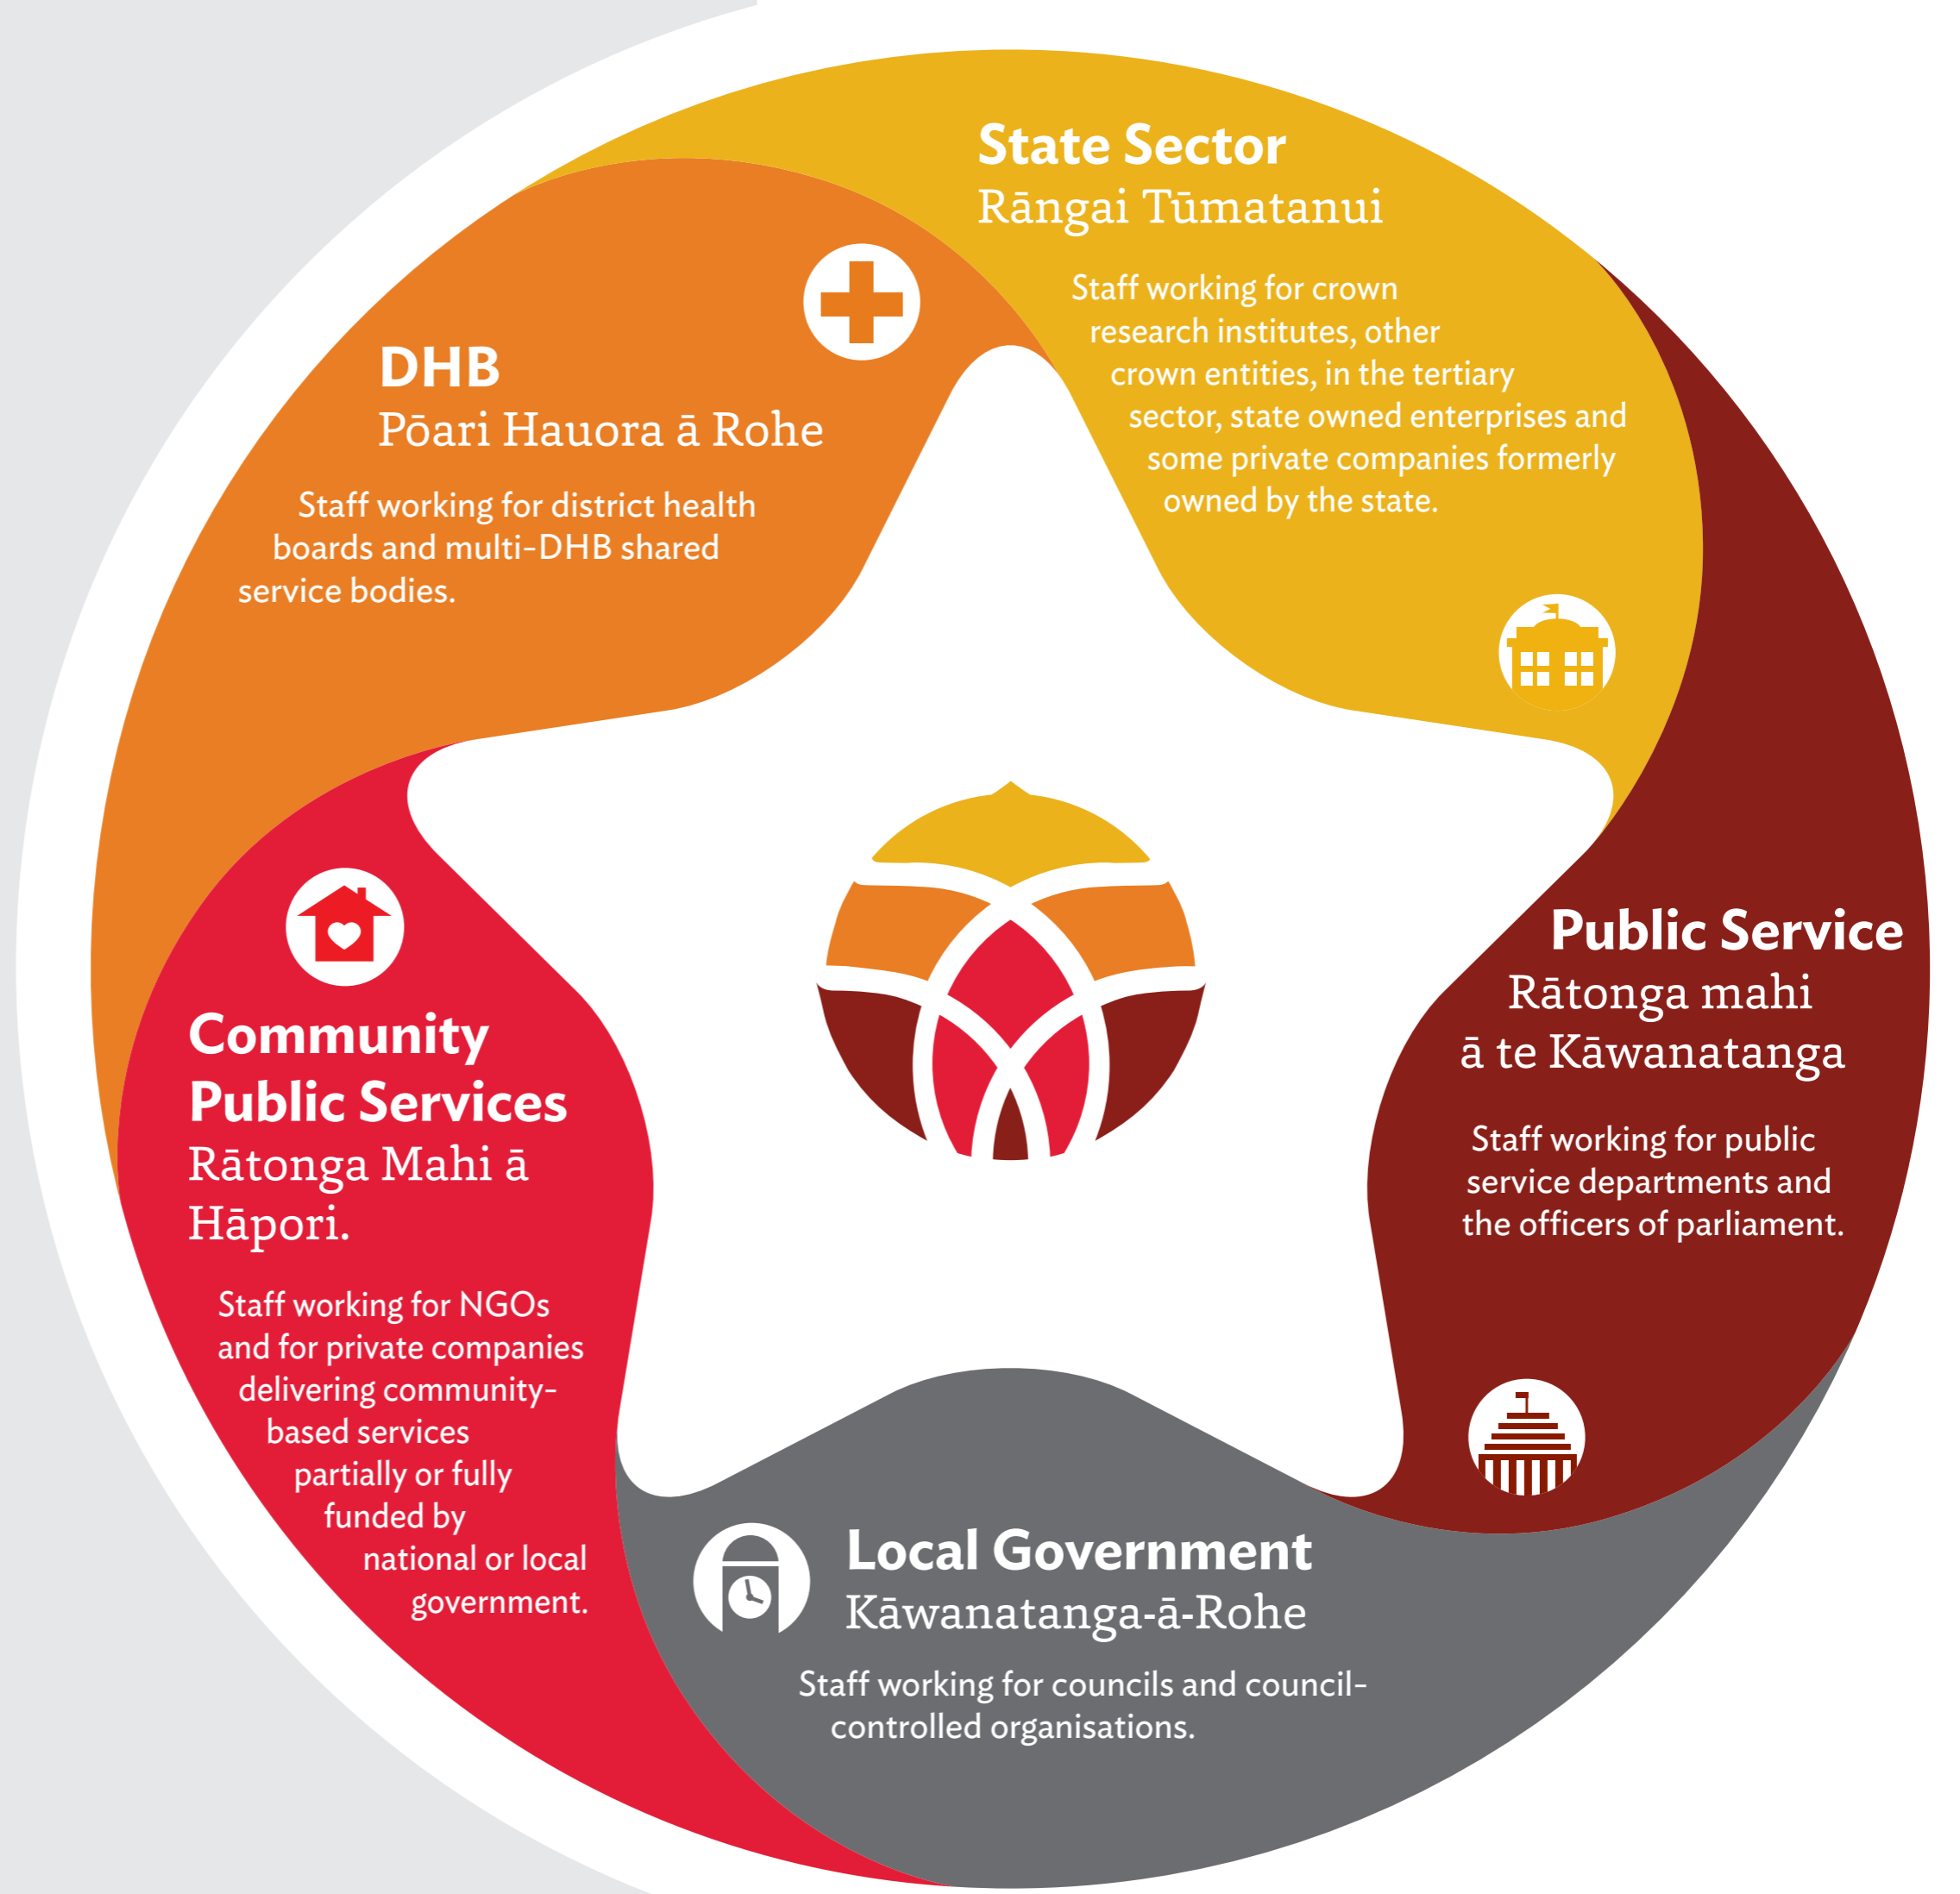 State Sector
Rāngai Tūmatanui
Staff working for crown
research institutes, other
crown entities, in the tertiary
sector, state owned enterprises and
some private companies formerly
owned by the state.
DHB
Pōari Hauora ā Rohe
Staff working for district health
boards and multi-DHB shared
service bodies.
Public Service
Rātonga mahi
ā te Kāwanatanga
Staff working for public
service departments and
the officers of parliament.
Community
Public Services
Rātonga Mahi ā
Hāpori.
Staff working for NGOs
and for private companies
delivering community-
based services
partially or fully
funded by
national or local
government.
Local Government
Kāwanatanga-ā-Rohe
Staff working for councils and council-
controlled organisations.